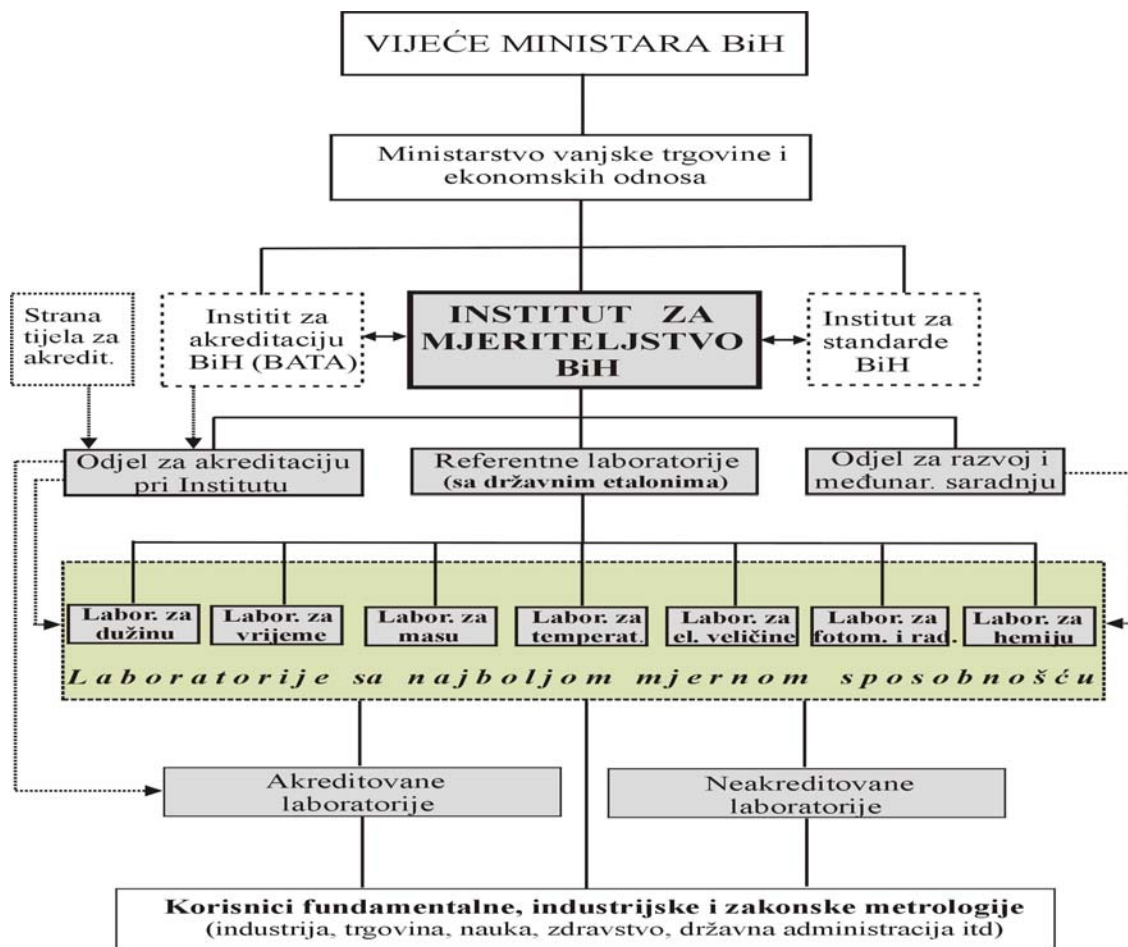 VIJEĆE MINISTARA BiH
Ministarstvo vanjske trgovine i
ekonomskih odnosa
Strana
tijela za
akredit.
Institit za
akreditaciju
BiH (BATA)
INSTITUT ZA
MJERITELJSTVO
BiH
Institut za
standarde
BiH
Odjel za akreditaciju
pri Institutu
Referentne laboratorije
(sa državnim etalonima)
Odjel za razvoj i
međunar. saradnju
Labor. za
dužinu
Labor. za
vrijeme
Labor. za
masu
Labor. za
temperat.
Labor. za
el. veličine
Labor. za
fotom. i rad.
Labor. za
hemiju
Laboratorije sa najboljom mjernom sposobnošću
Akreditovane
laboratorije
Neakreditovane
laboratorije
Korisnici fundamentalne, industrijske i zakonske metrologije
(industrija, trgovina, nauka, zdravstvo, državna administracija itd)